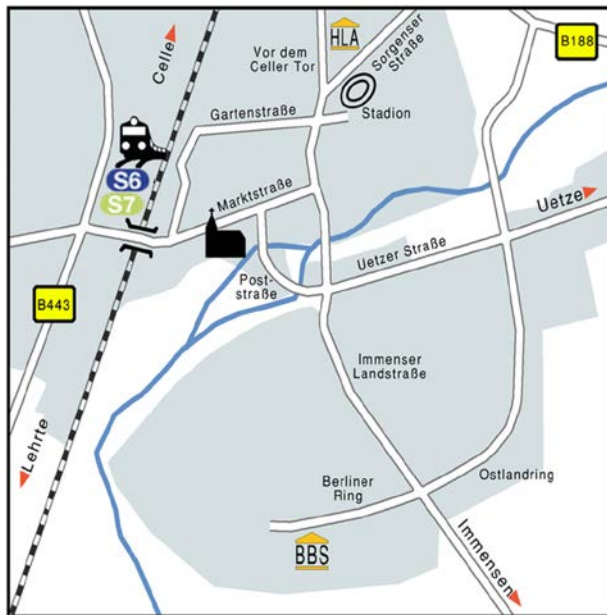 HLA
B188
Vor dem
Celler Tor
Sorgenser
Straße
Celle
Gartenstraße
Stadion
S6
S7
Marktstraße
Uetze
Uetzer Straße
Post-
straße
B443
Immenser
Landstraße
Lehrte
Berliner
Ring
Ostlandring
BBS
Immensen